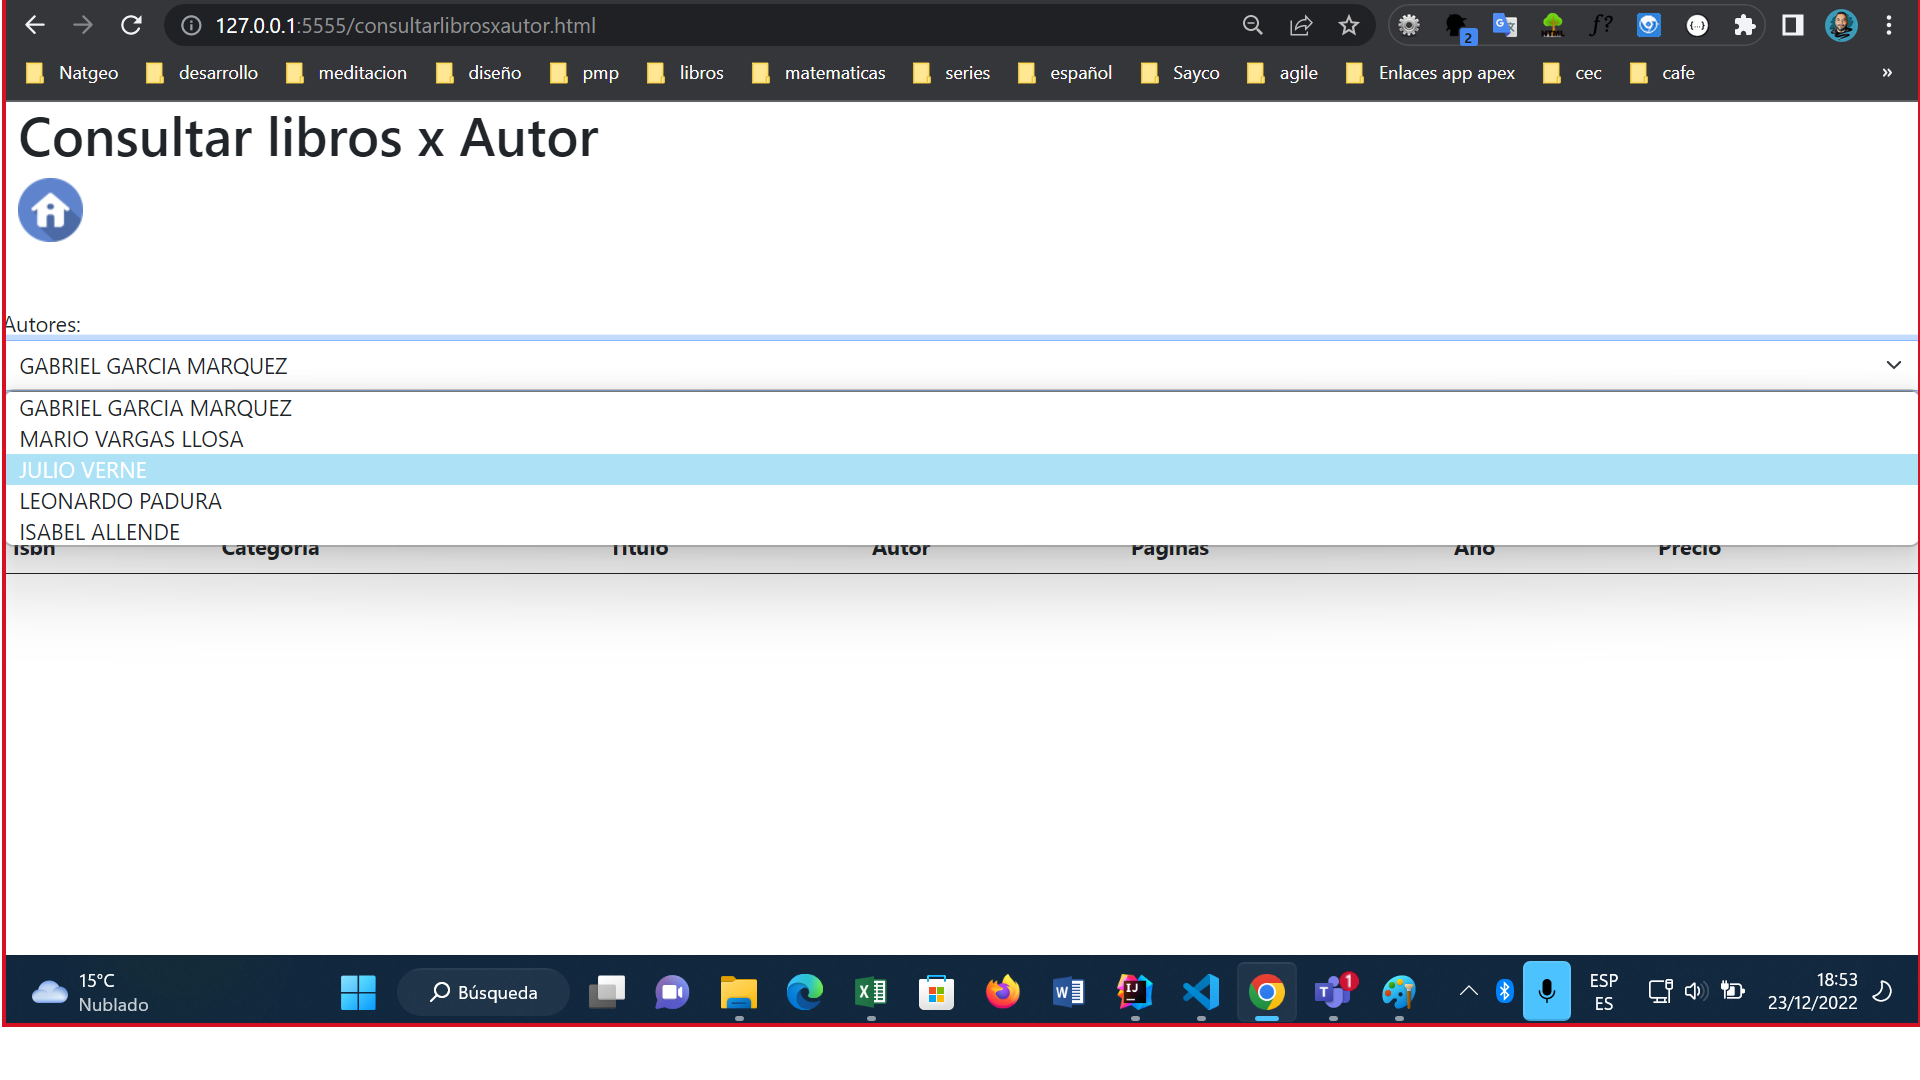 127.0.0.1:5555/consultarlibrosxautor.html
2
Natgeo desarrollo meditacion diseño pmp libros matematicas series español Sayco agile Enlaces app apex cec cafe »
Consultar libros x Autor
Autores:
GABRIEL GARCIA MARQUEZ
GABRIEL GARCIA MARQUEZ
MARIO VARGAS LLOSA
JULIO VERNE
LEONARDO PADURA
ISABEL ALLENDE
Isbn Categoria Titulo Autor Paginas Año Precio
15°C
Nublado
Búsqueda
1
ESP
ES
18:53
23/12/2022